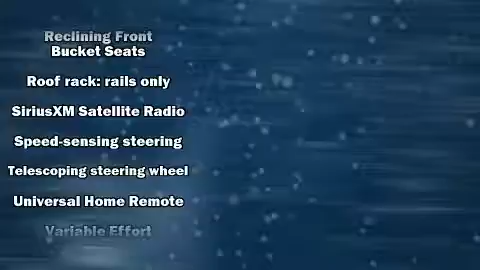 Reclining Front
Bucket Seats
Roof rack: rails only
SiriusXM Satellite Radio
Speed-sensing steering
Telescoping steering wheel
Universal Home Remote
Variable Effort